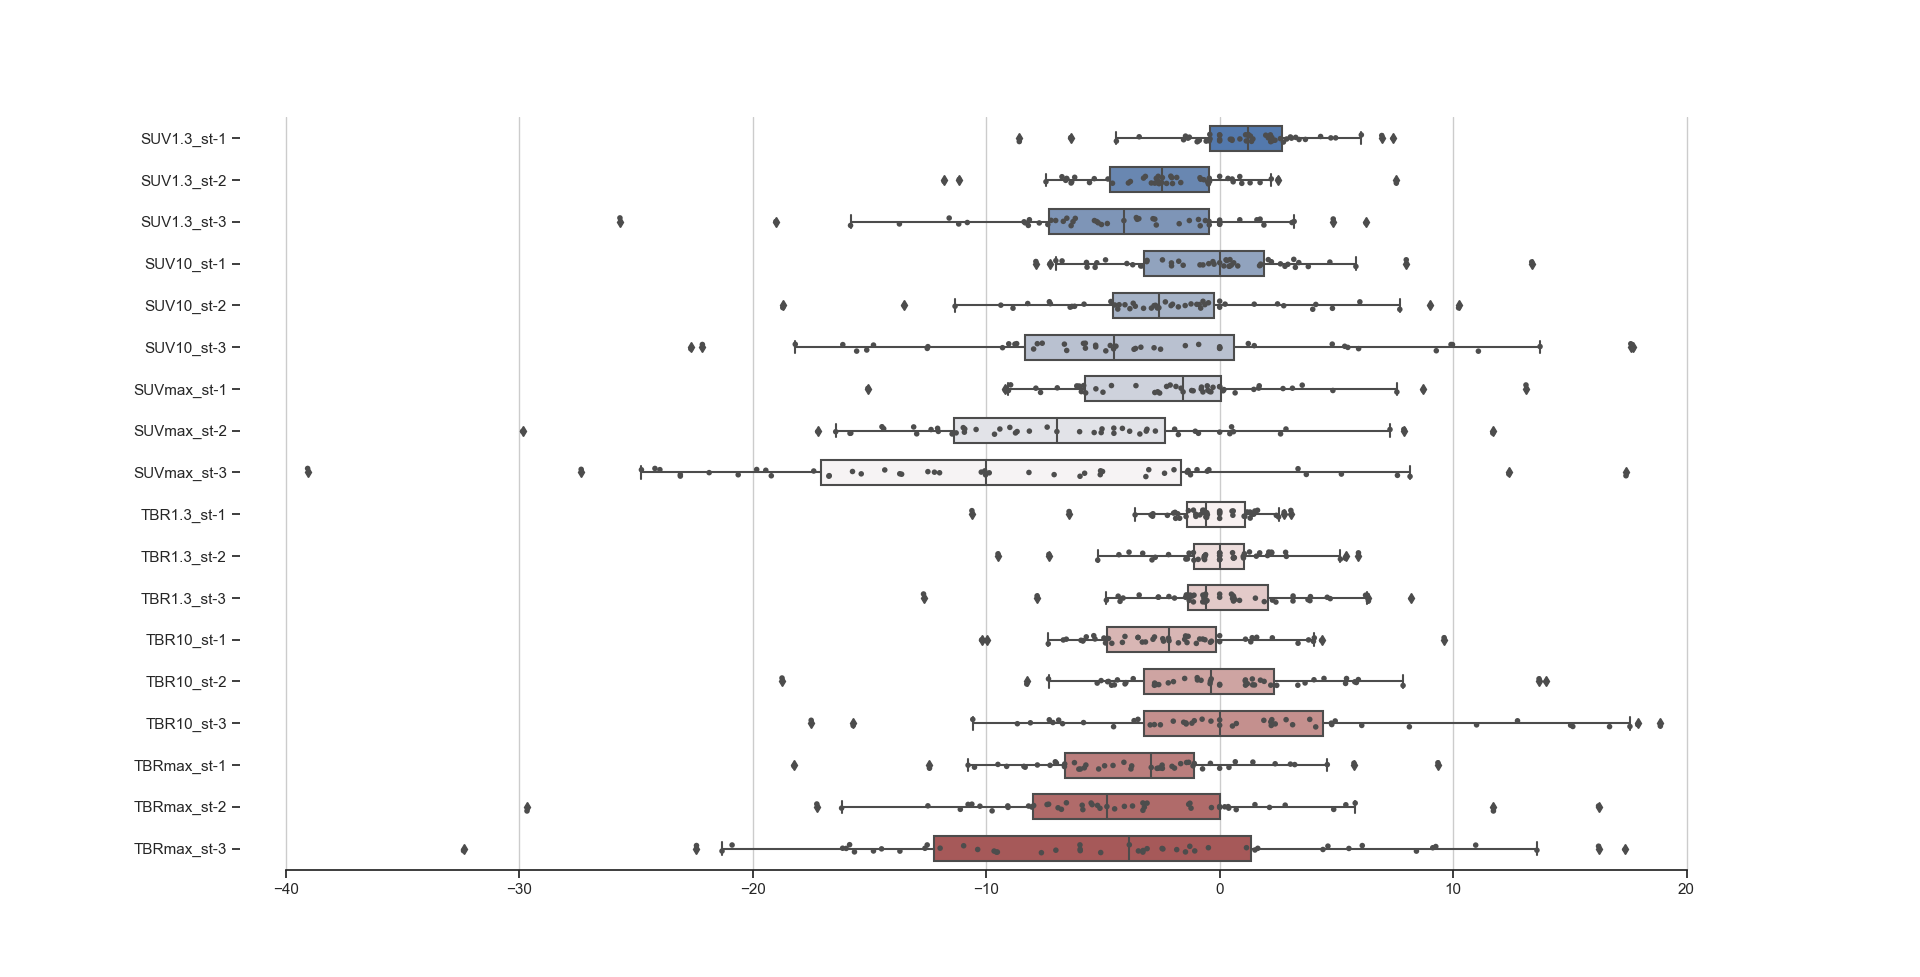 SUV1.3_st-1
SUV1.3_st-2
SUV1.3_st-3
SUV10_st-1
SUV10_st-2
SUV10_st-3
SUVmax_st-1
SUVmax_st-2
SUVmax_st-3
TBR1.3_st-1
TBR1.3_st-2
TBR1.3_st-3
TBR10_st-1
TBR10_st-2
TBR10_st-3
TBRmax_st-1
TBRmax_st-2
TBRmax_st-3
−40 −30 −20 −10 0 10 20